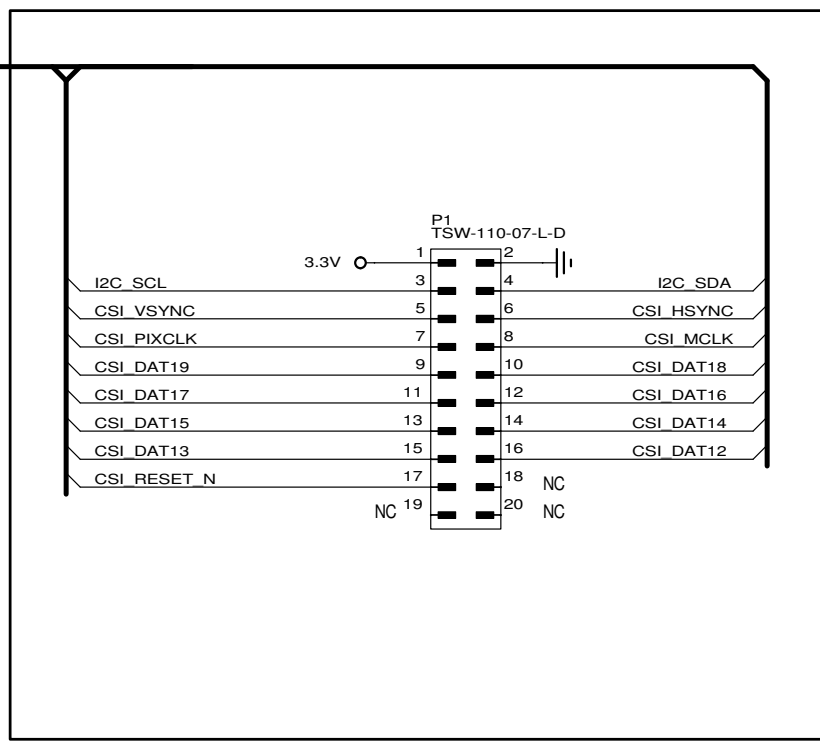 P1
TSW-110-07-L-D
3.3V 1 2
I2C_SCL 3 4 I2C_SDA
CSI_VSYNC 5 6 CSI_HSYNC
CSI_PIXCLK 7 8 CSI_MCLK
CSI_DAT19 9 10 CSI_DAT18
CSI_DAT17 11 12 CSI_DAT16
CSI_DAT15 13 14 CSI_DAT14
CSI_DAT13 15 16 CSI_DAT12
CSI_RESET_N 17 18 NC
NC 19 20 NC